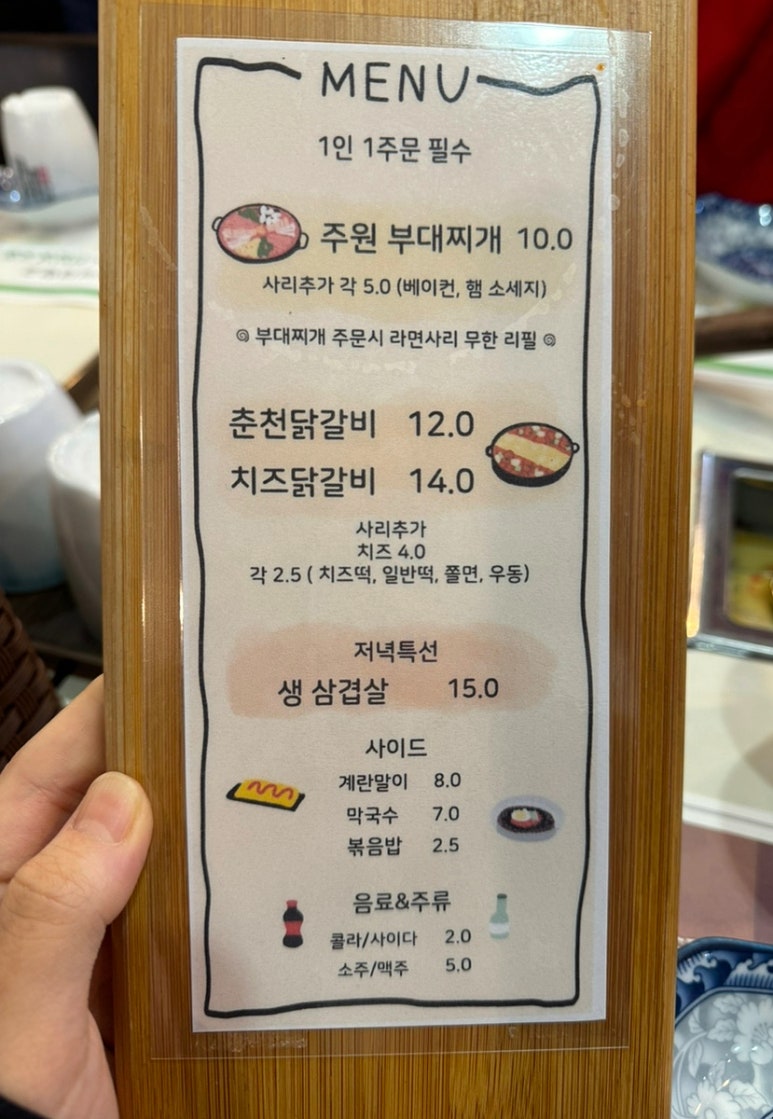 MENU
1인 1주문 필수
주원 부대찌개 10.0
사리추가 각 5.0 (베이컨, 햄 소세지)
부대찌개 주문시 라면사리 무한 리필
춘천닭갈비 12.0
치즈닭갈비 14.0
사리추가
치즈 4.0
각 2.5 ( 치즈떡, 일반떡, 쫄면, 우동)
저녁특선
생 삼겹살 15.0
사이드
계란말이 8.0
막국수 7.0
볶음밥 2.5
음료&주류
콜라/사이다 2.0
소주/맥주 5.0